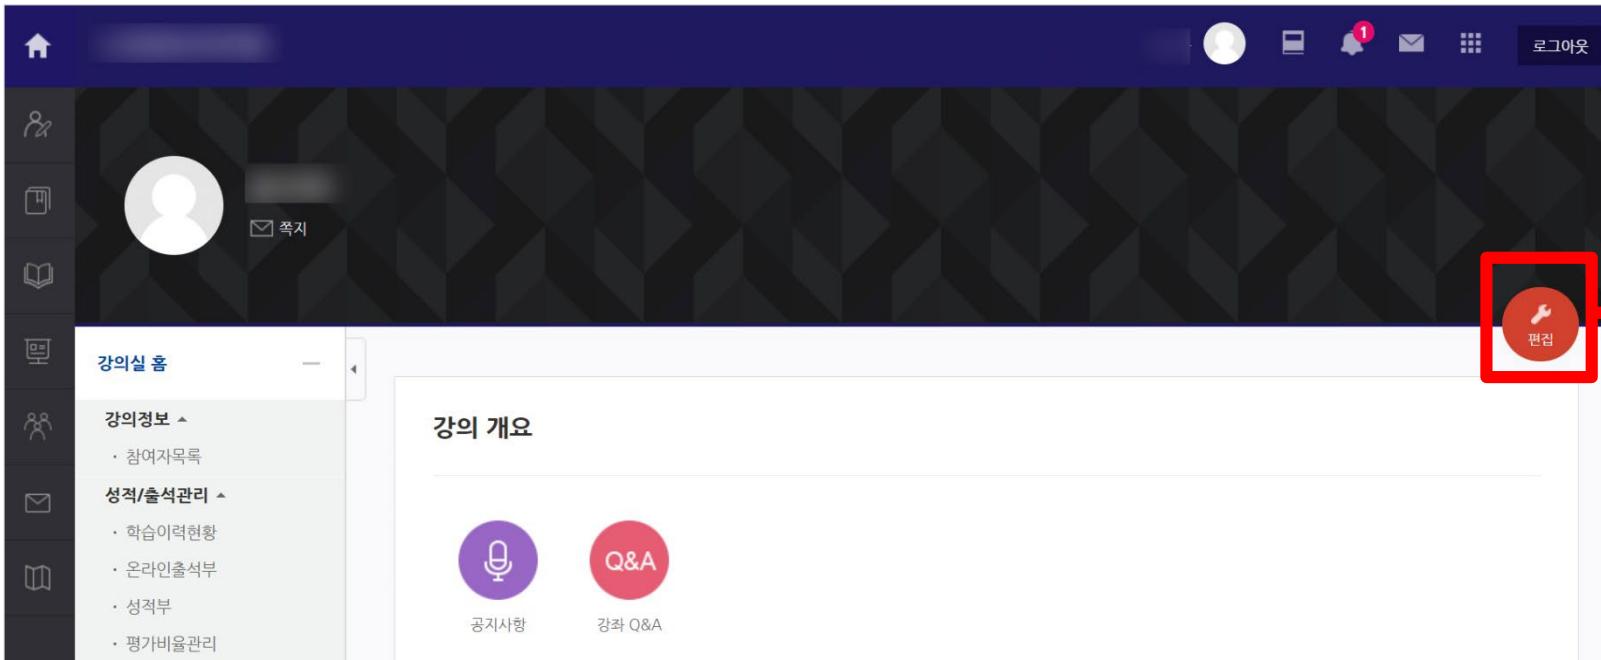 1
로그아웃
쪽지
편집
강의실 홈
강의정보
· 참여자목록
성적/출석관리
· 학습이력현황
· 온라인출석부
· 성적부
· 평가비율관리
강의 개요
Q&A
공지사항
강좌 Q&A